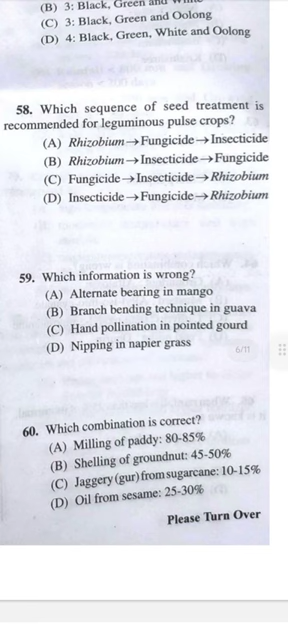 (B) 3: Black, Green and White
(C) 3: Black, Green and Oolong
(D) 4: Black, Green, White and Oolong
58. Which sequence of seed treatment is
recommended for leguminous pulse crops?
(A) Rhizobium→Fungicide→Insecticide
(B) Rhizobium→Insecticide→Fungicide
(C) Fungicide→Insecticide→Rhizobium
(D) Insecticide→Fungicide→Rhizobium
59. Which information is wrong?
(A) Alternate bearing in mango
(B) Branch bending technique in guava
(C) Hand pollination in pointed gourd
(D) Nipping in napier grass
6/11
60. Which combination is correct?
(A) Milling of paddy: 80-85%
(B) Shelling of groundnut: 45-50%
(C) Jaggery (gur) from sugarcane: 10-15%
(D) Oil from sesame: 25-30%
Please Turn Over